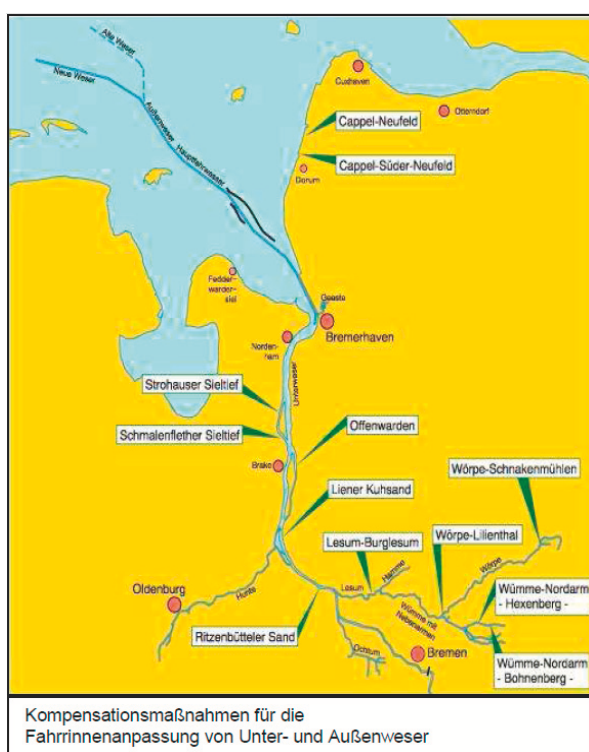 Alte Weser
Neue Weser
Außenweser
Hauptfahrwasser
Cuxhaven
Otterndorf
Cappel-Neufeld
Cappel-Süder-Neufeld
Dorum
Fedder-
warder-
siel
Geeste
Bremerhaven
Norden-
ham
Unterweser
Strohauser Sieltief
Schmalenflether Sieltief
Offenwarden
Brake
Liener Kuhsand
Wörpe-Schnakenmühlen
Lesum-Burglesum
Wörpe-Lilienthal
Wörpe
Hamme
Lesum
Oldenburg
Hunte
Wümme mit
Nebenarmen
Wümme-Nordarm
- Hexenberg -
Ritzenbütteler Sand
Ochtum
Bremen
Wümme-Nordarm
- Bohnenberg -
Kompensationsmaßnahmen für die
Fahrrinnenanpassung von Unter- und Außenweser